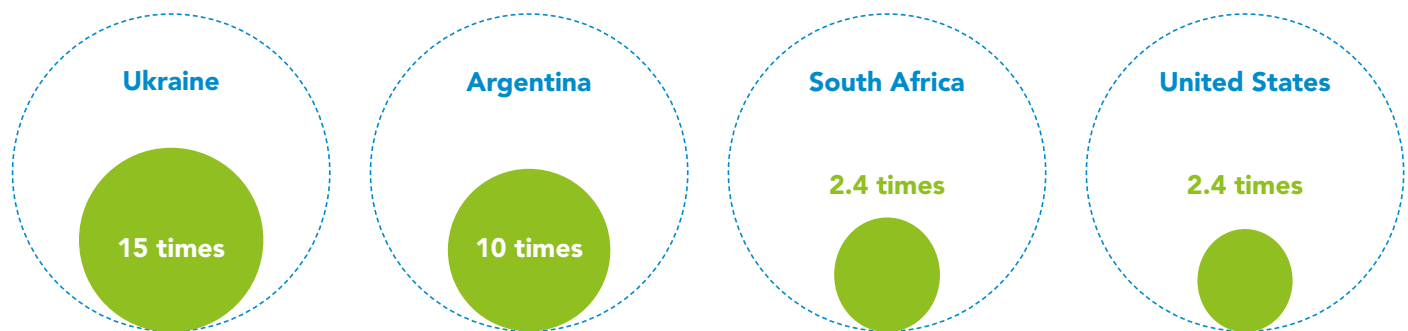 Ukraine
15 times
Argentina
10 times
South Africa
2.4 times
United States
2.4 times